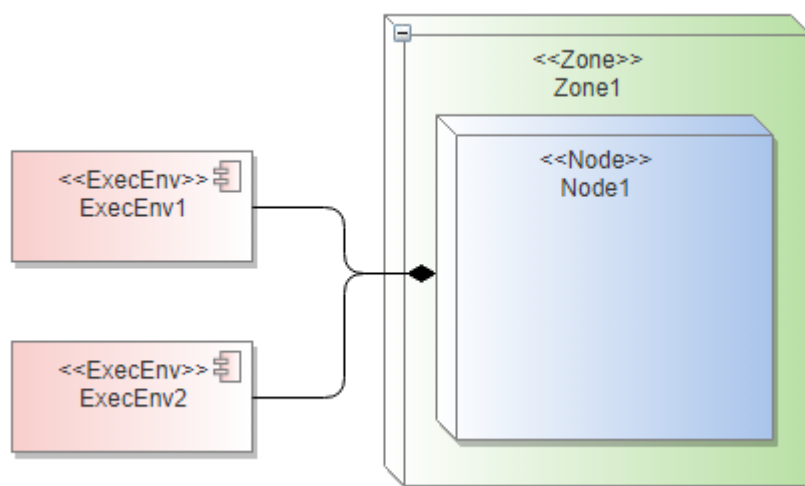 <<Zone>>
Zone1
<<Node>>
Node1
<<ExecEnv>>
ExecEnv1
<<ExecEnv>>
ExecEnv2